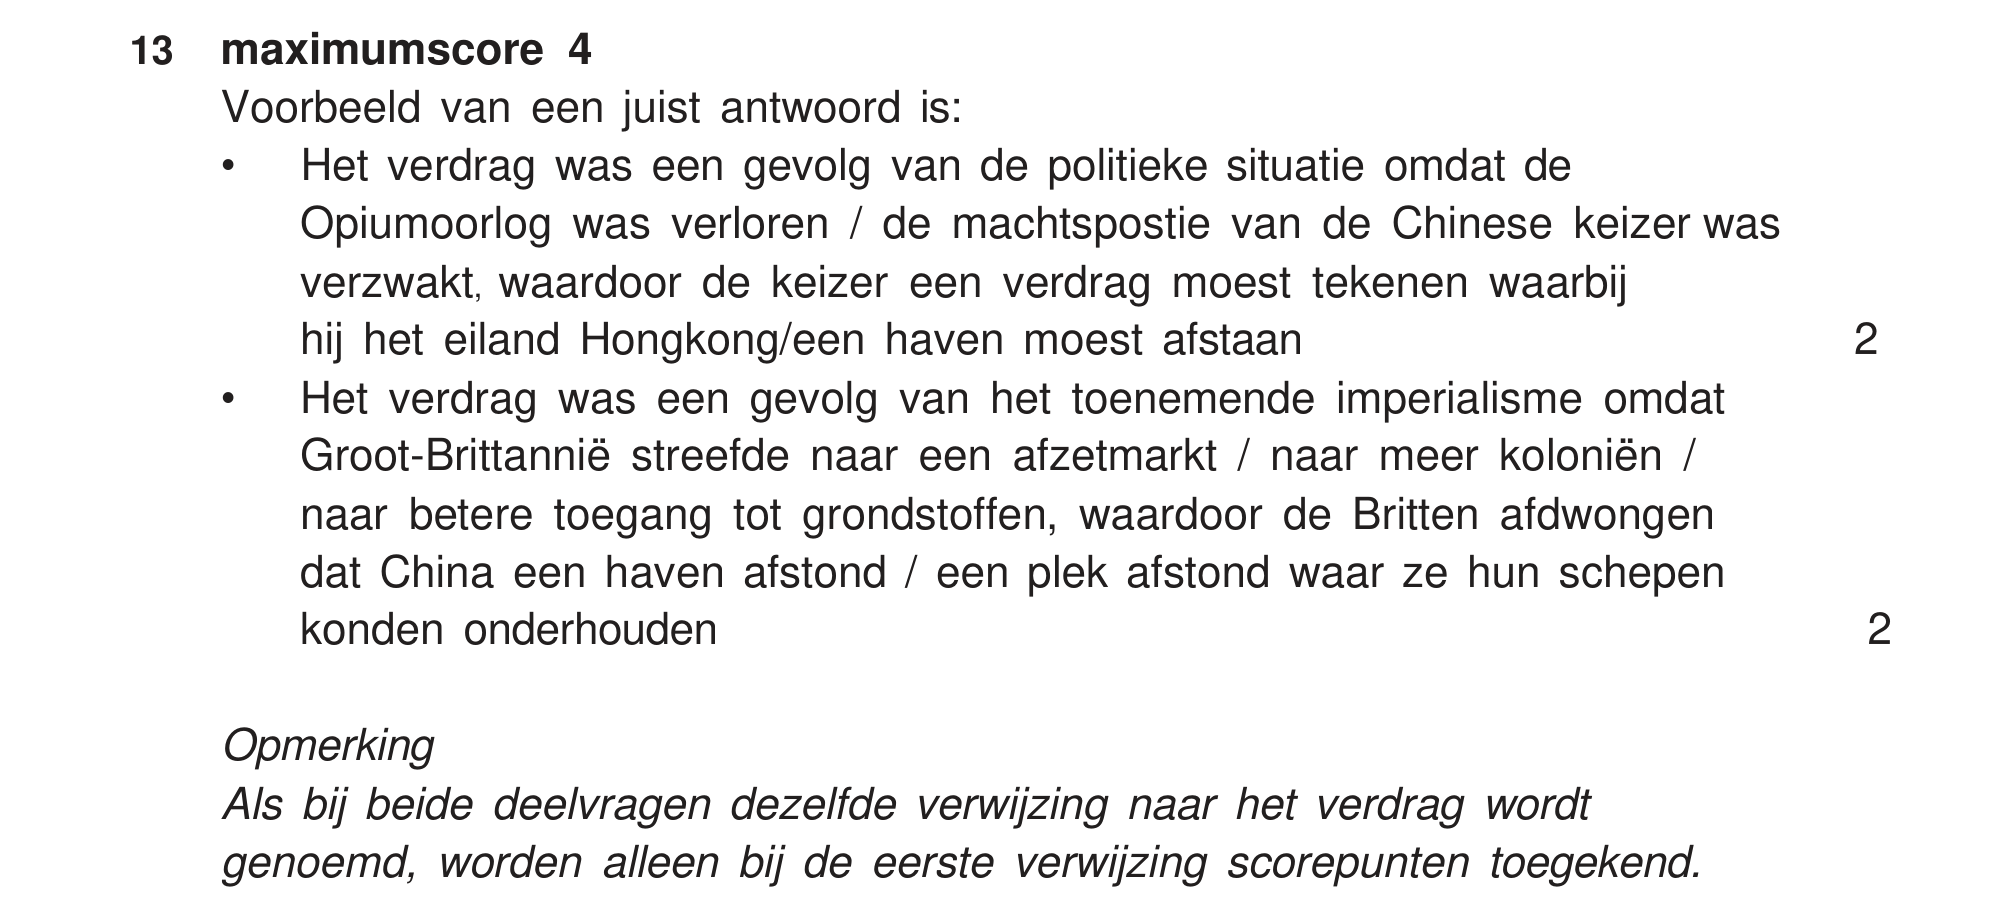 13 maximumscore 4
Voorbeeld van een juist antwoord is:
• Het verdrag was een gevolg van de politieke situatie omdat de
Opiumoorlog was verloren / de machtspostie van de Chinese keizer was
verzwakt, waardoor de keizer een verdrag moest tekenen waarbij
hij het eiland Hongkong/een haven moest afstaan 2
• Het verdrag was een gevolg van het toenemende imperialisme omdat
Groot-Brittannië streefde naar een afzetmarkt / naar meer koloniën /
naar betere toegang tot grondstoffen, waardoor de Britten afdwongen
dat China een haven afstond / een plek afstond waar ze hun schepen
konden onderhouden 2
Opmerking
Als bij beide deelvragen dezelfde verwijzing naar het verdrag wordt
genoemd, worden alleen bij de eerste verwijzing scorepunten toegekend.